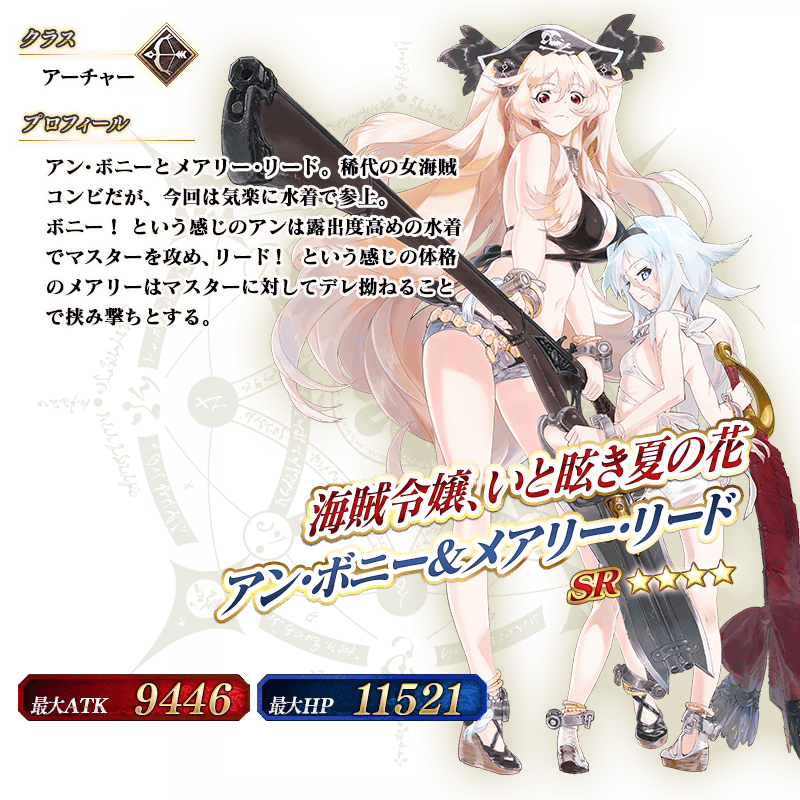 クラス
アーチャー
プロフィール
アン・ボニーとメアリー・リード。稀代の女海賊
コンビだが、今回は気楽に水着で参上。
ボニー！ という感じのアンは露出度高めの水着
でマスターを攻め、リード！ という感じの体格
のメアリーはマスターに対してデレ拗ねること
で挟み撃ちとする。
海賊令嬢、いと眩き夏の花
アン・ボニー&メアリー・リード
SR ★★★★
最大ATK 9446
最大HP 11521